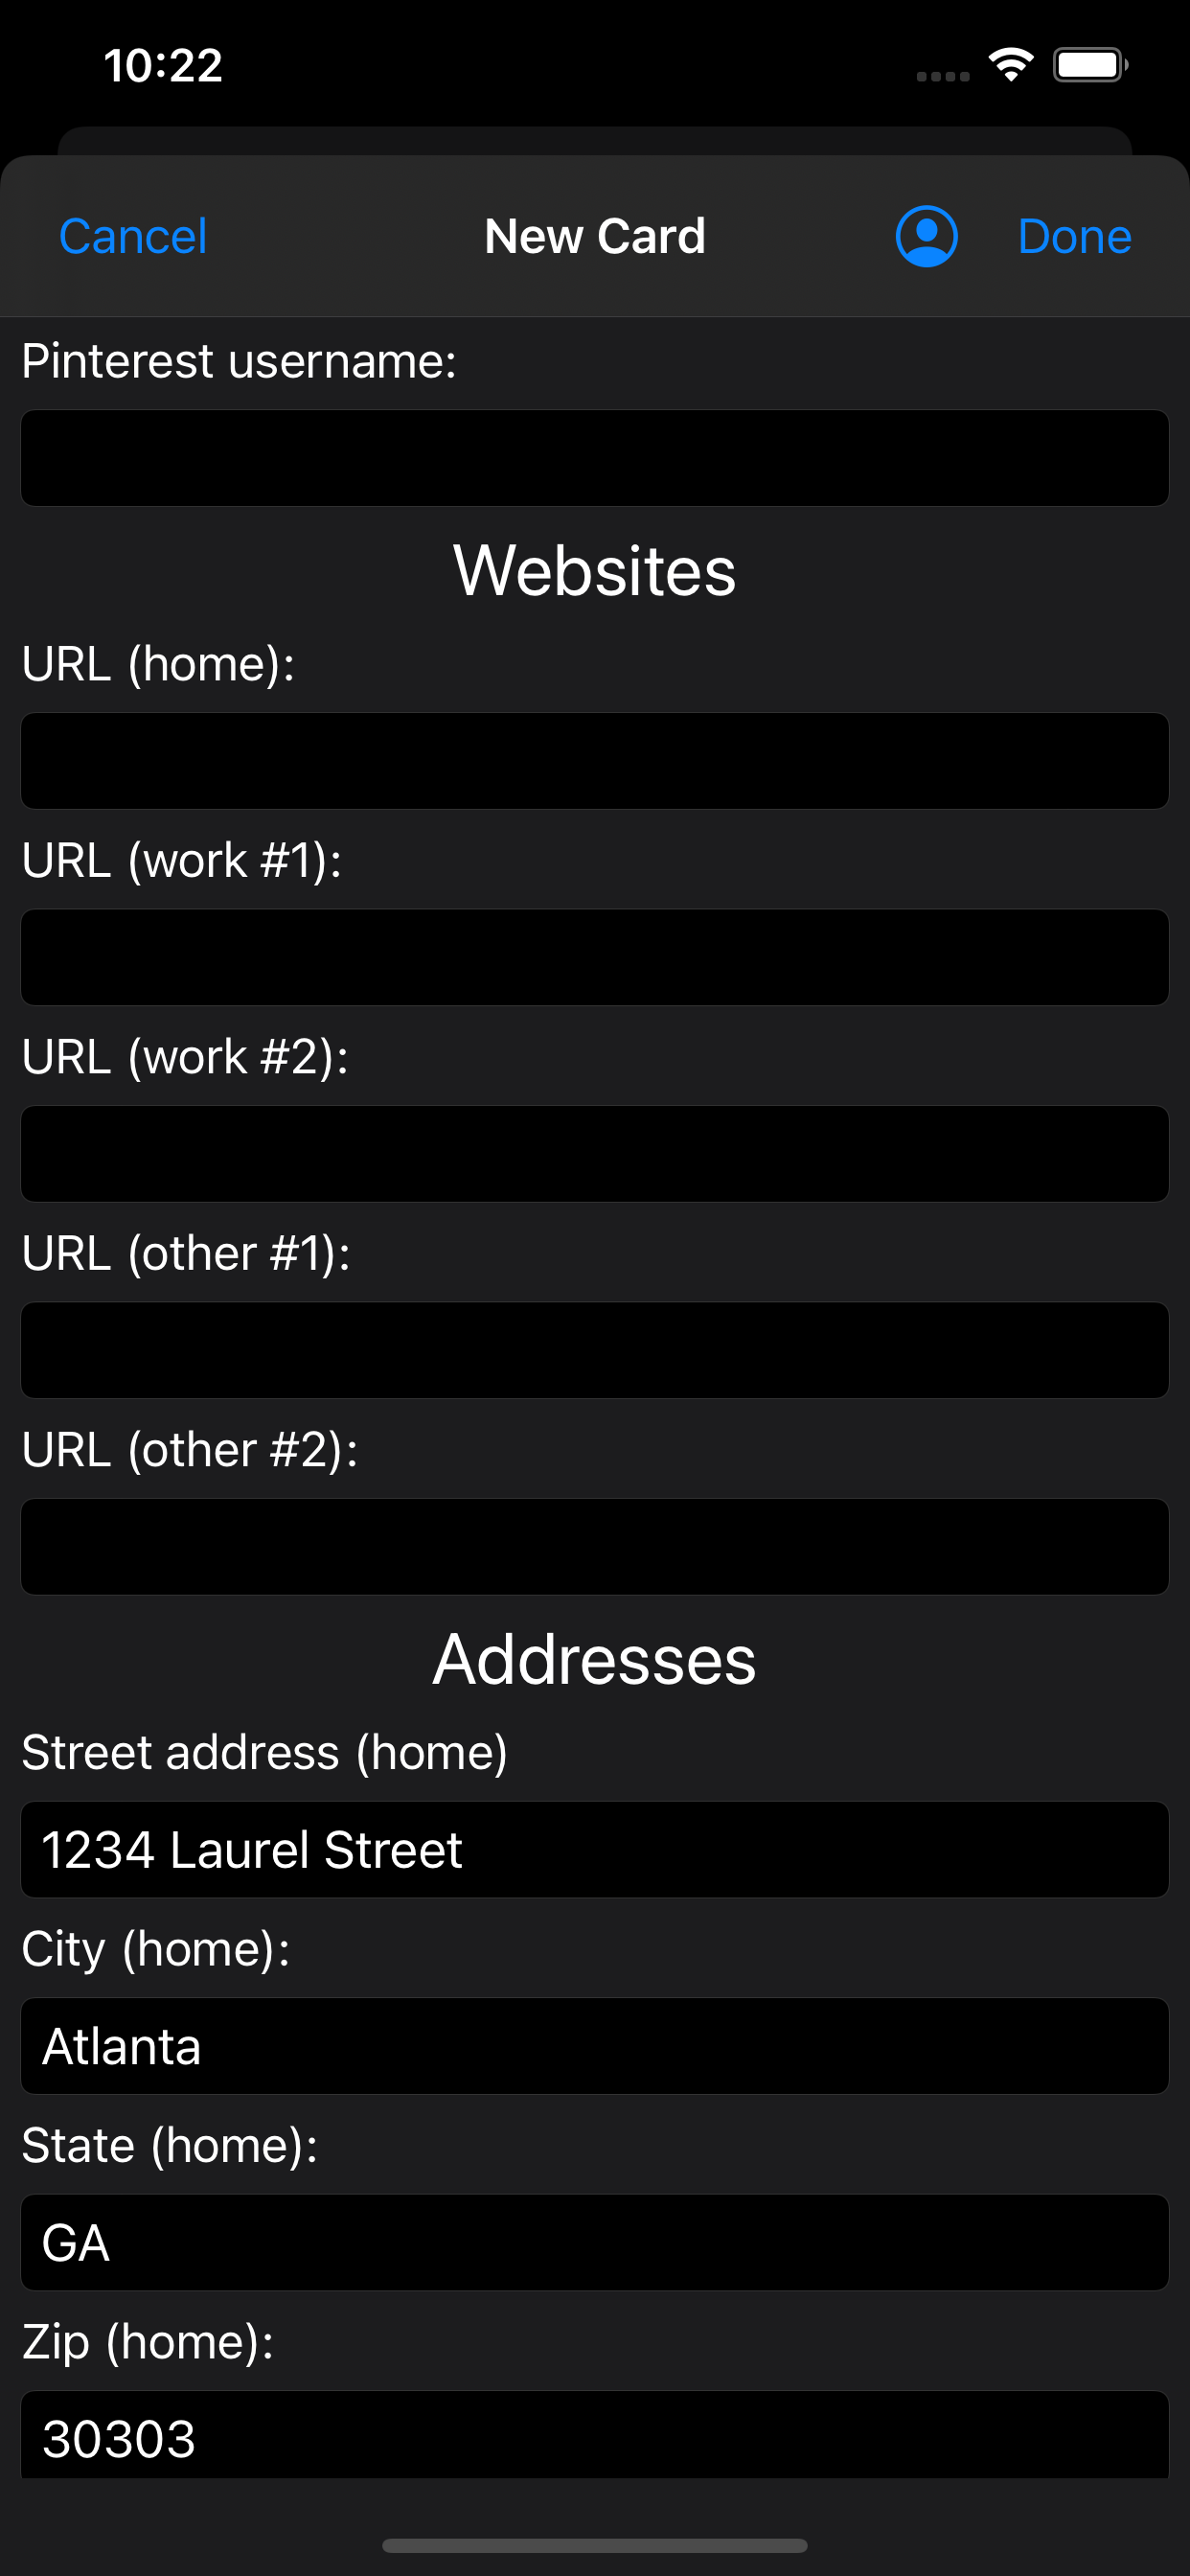 10:22
Cancel New Card Done
Pinterest username:
Websites
URL (home):
URL (work #1):
URL (work #2):
URL (other #1):
URL (other #2):
Addresses
Street address (home)
1234 Laurel Street
City (home):
Atlanta
State (home):
GA
Zip (home):
30303